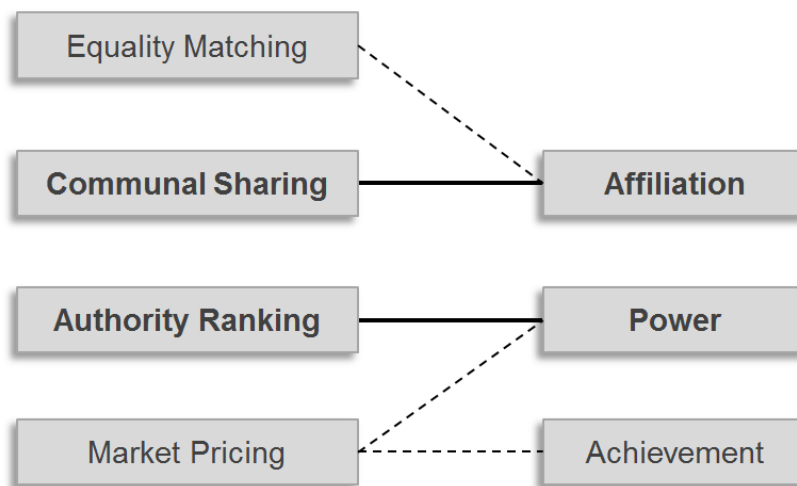 Equality Matching
Communal Sharing
Affiliation
Authority Ranking
Power
Market Pricing
Achievement